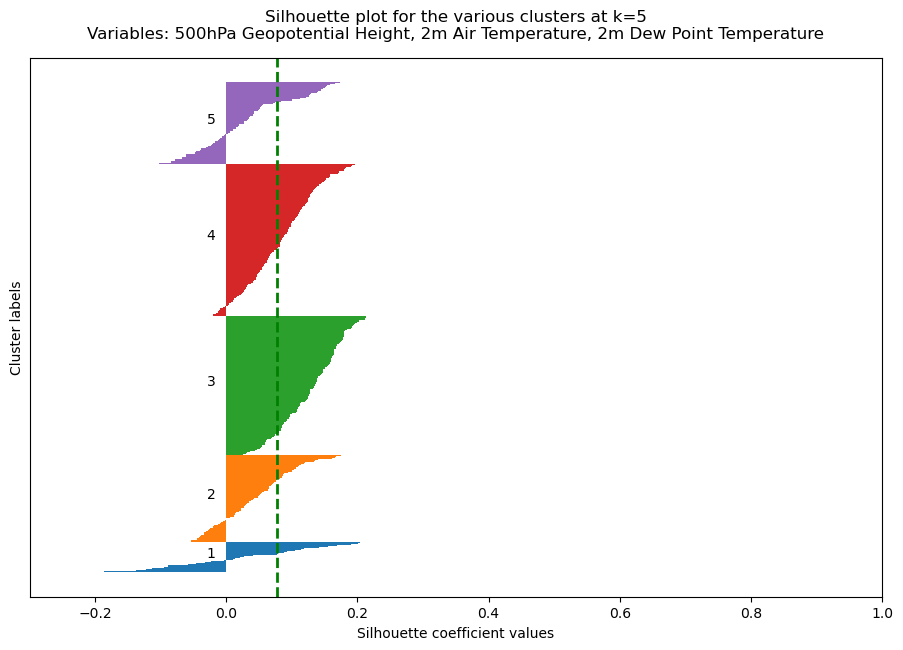 Silhouette plot for the various clusters at k=5
Variables: 500hPa Geopotential Height, 2m Air Temperature, 2m Dew Point Temperature
Cluster labels
5
4
3
2
1
−0.2 0.0 0.2 0.4 0.6 0.8 1.0
Silhouette coefficient values